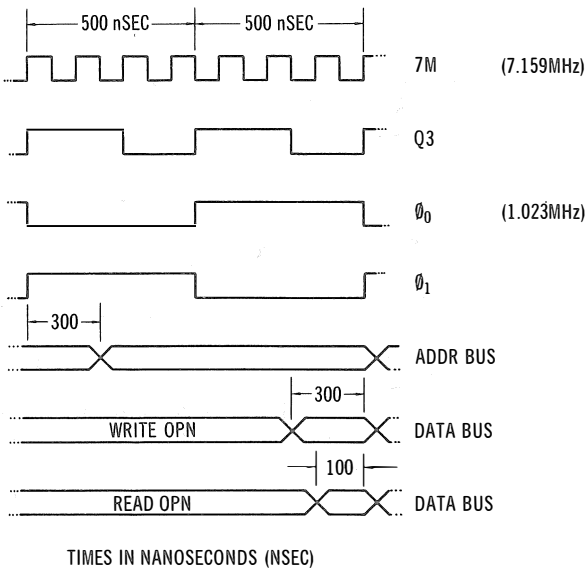 500 nSEC 500 nSEC
7M (7.159MHz)
Q3
Ø0 (1.023MHz)
Ø1
300
ADDR BUS
300
WRITE OPN DATA BUS
100
READ OPN DATA BUS
TIMES IN NANOSECONDS (NSEC)